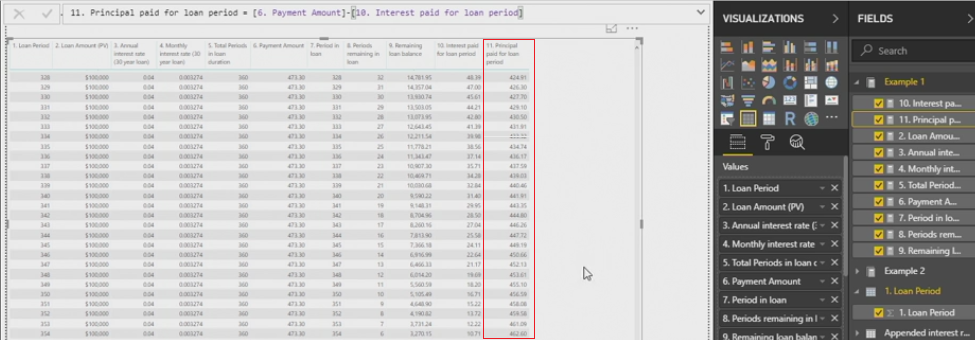 11. Principal paid for loan period = [6. Payment Amount]-[10. Interest paid for loan period]
1. Loan Period 2. Loan Amount (PV) 3. Annual interest rate (30 year loan) 4. Monthly interest rate (30 year loan) 5. Total Periods in loan duration 6. Payment Amount 7. Period in loan 8. Periods remaining in loan 9. Remaining loan balance 10. Interest paid for loan period 11. Principal paid for loan period
328 $100,000 0.04 0.003274 360 473.30 328 32 14,781.95 48.39 424.91
329 $100,000 0.04 0.003274 360 473.30 329 31 14,357.04 47.00 426.30
330 $100,000 0.04 0.003274 360 473.30 330 30 13,930.74 45.61 427.70
331 $100,000 0.04 0.003274 360 473.30 331 29 13,503.05 44.21 429.10
332 $100,000 0.04 0.003274 360 473.30 332 28 13,073.95 42.80 430.50
333 $100,000 0.04 0.003274 360 473.30 333 27 12,643.45 41.39 431.91
334 $100,000 0.04 0.003274 360 473.30 334 26 12,211.54 39.98
335 $100,000 0.04 0.003274 360 473.30 335 25 11,778.21 38.56 434.74
336 $100,000 0.04 0.003274 360 473.30 336 24 11,343.47 37.14 436.17
337 $100,000 0.04 0.003274 360 473.30 337 23 10,907.30 35.71 437.59
338 $100,000 0.04 0.003274 360 473.30 338 22 10,469.71 34.28 439.03
339 $100,000 0.04 0.003274 360 473.30 339 21 10,030.68 32.84 440.46
340 $100,000 0.04 0.003274 360 473.30 340 20 9,590.22 31.40 441.91
341 $100,000 0.04 0.003274 360 473.30 341 19 9,148.31 29.95 443.35
342 $100,000 0.04 0.003274 360 473.30 342 18 8,704.96 28.50 444.80
343 $100,000 0.04 0.003274 360 473.30 343 17 8,260.16 27.04 446.26
344 $100,000 0.04 0.003274 360 473.30 344 16 7,813.90 25.58 447.72
345 $100,000 0.04 0.003274 360 473.30 345 15 7,366.18 24.11 449.19
346 $100,000 0.04 0.003274 360 473.30 346 14 6,916.99 22.64 450.66
347 $100,000 0.04 0.003274 360 473.30 347 13 6,466.33 21.17 452.13
348 $100,000 0.04 0.003274 360 473.30 348 12 6,014.20 19.69 453.61
349 $100,000 0.04 0.003274 360 473.30 349 11 5,560.59 18.20 455.10
350 $100,000 0.04 0.003274 360 473.30 350 10 5,105.49 16.71 456.59
351 $100,000 0.04 0.003274 360 473.30 351 9 4,648.90 15.22 458.08
352 $100,000 0.04 0.003274 360 473.30 352 8 4,190.82 13.72 459.58
353 $100,000 0.04 0.003274 360 473.30 353 7 3,731.24 12.22 461.09
354 $100,000 0.04 0.003274 360 473.30 354 6 3,270.15 10.71 462.60
VISUALIZATIONS
R
Values
1. Loan Period
2. Loan Amount (PV)
3. Annual interest rate (
4. Monthly interest rate
5. Total Periods in loan
6. Payment Amount
7. Period in loan
8. Periods remaining in l
9. Remaining loan balan
FIELDS
Search
Example 1
10. Interest pa...
11. Principal p...
2. Loan Amou...
3. Annual inte...
4. Monthly int...
5. Total Period...
6. Payment A...
7. Period in lo...
8. Periods rem...
9. Remaining l...
Example 2
1. Loan Period
1. Loan Period
Appended interest r...